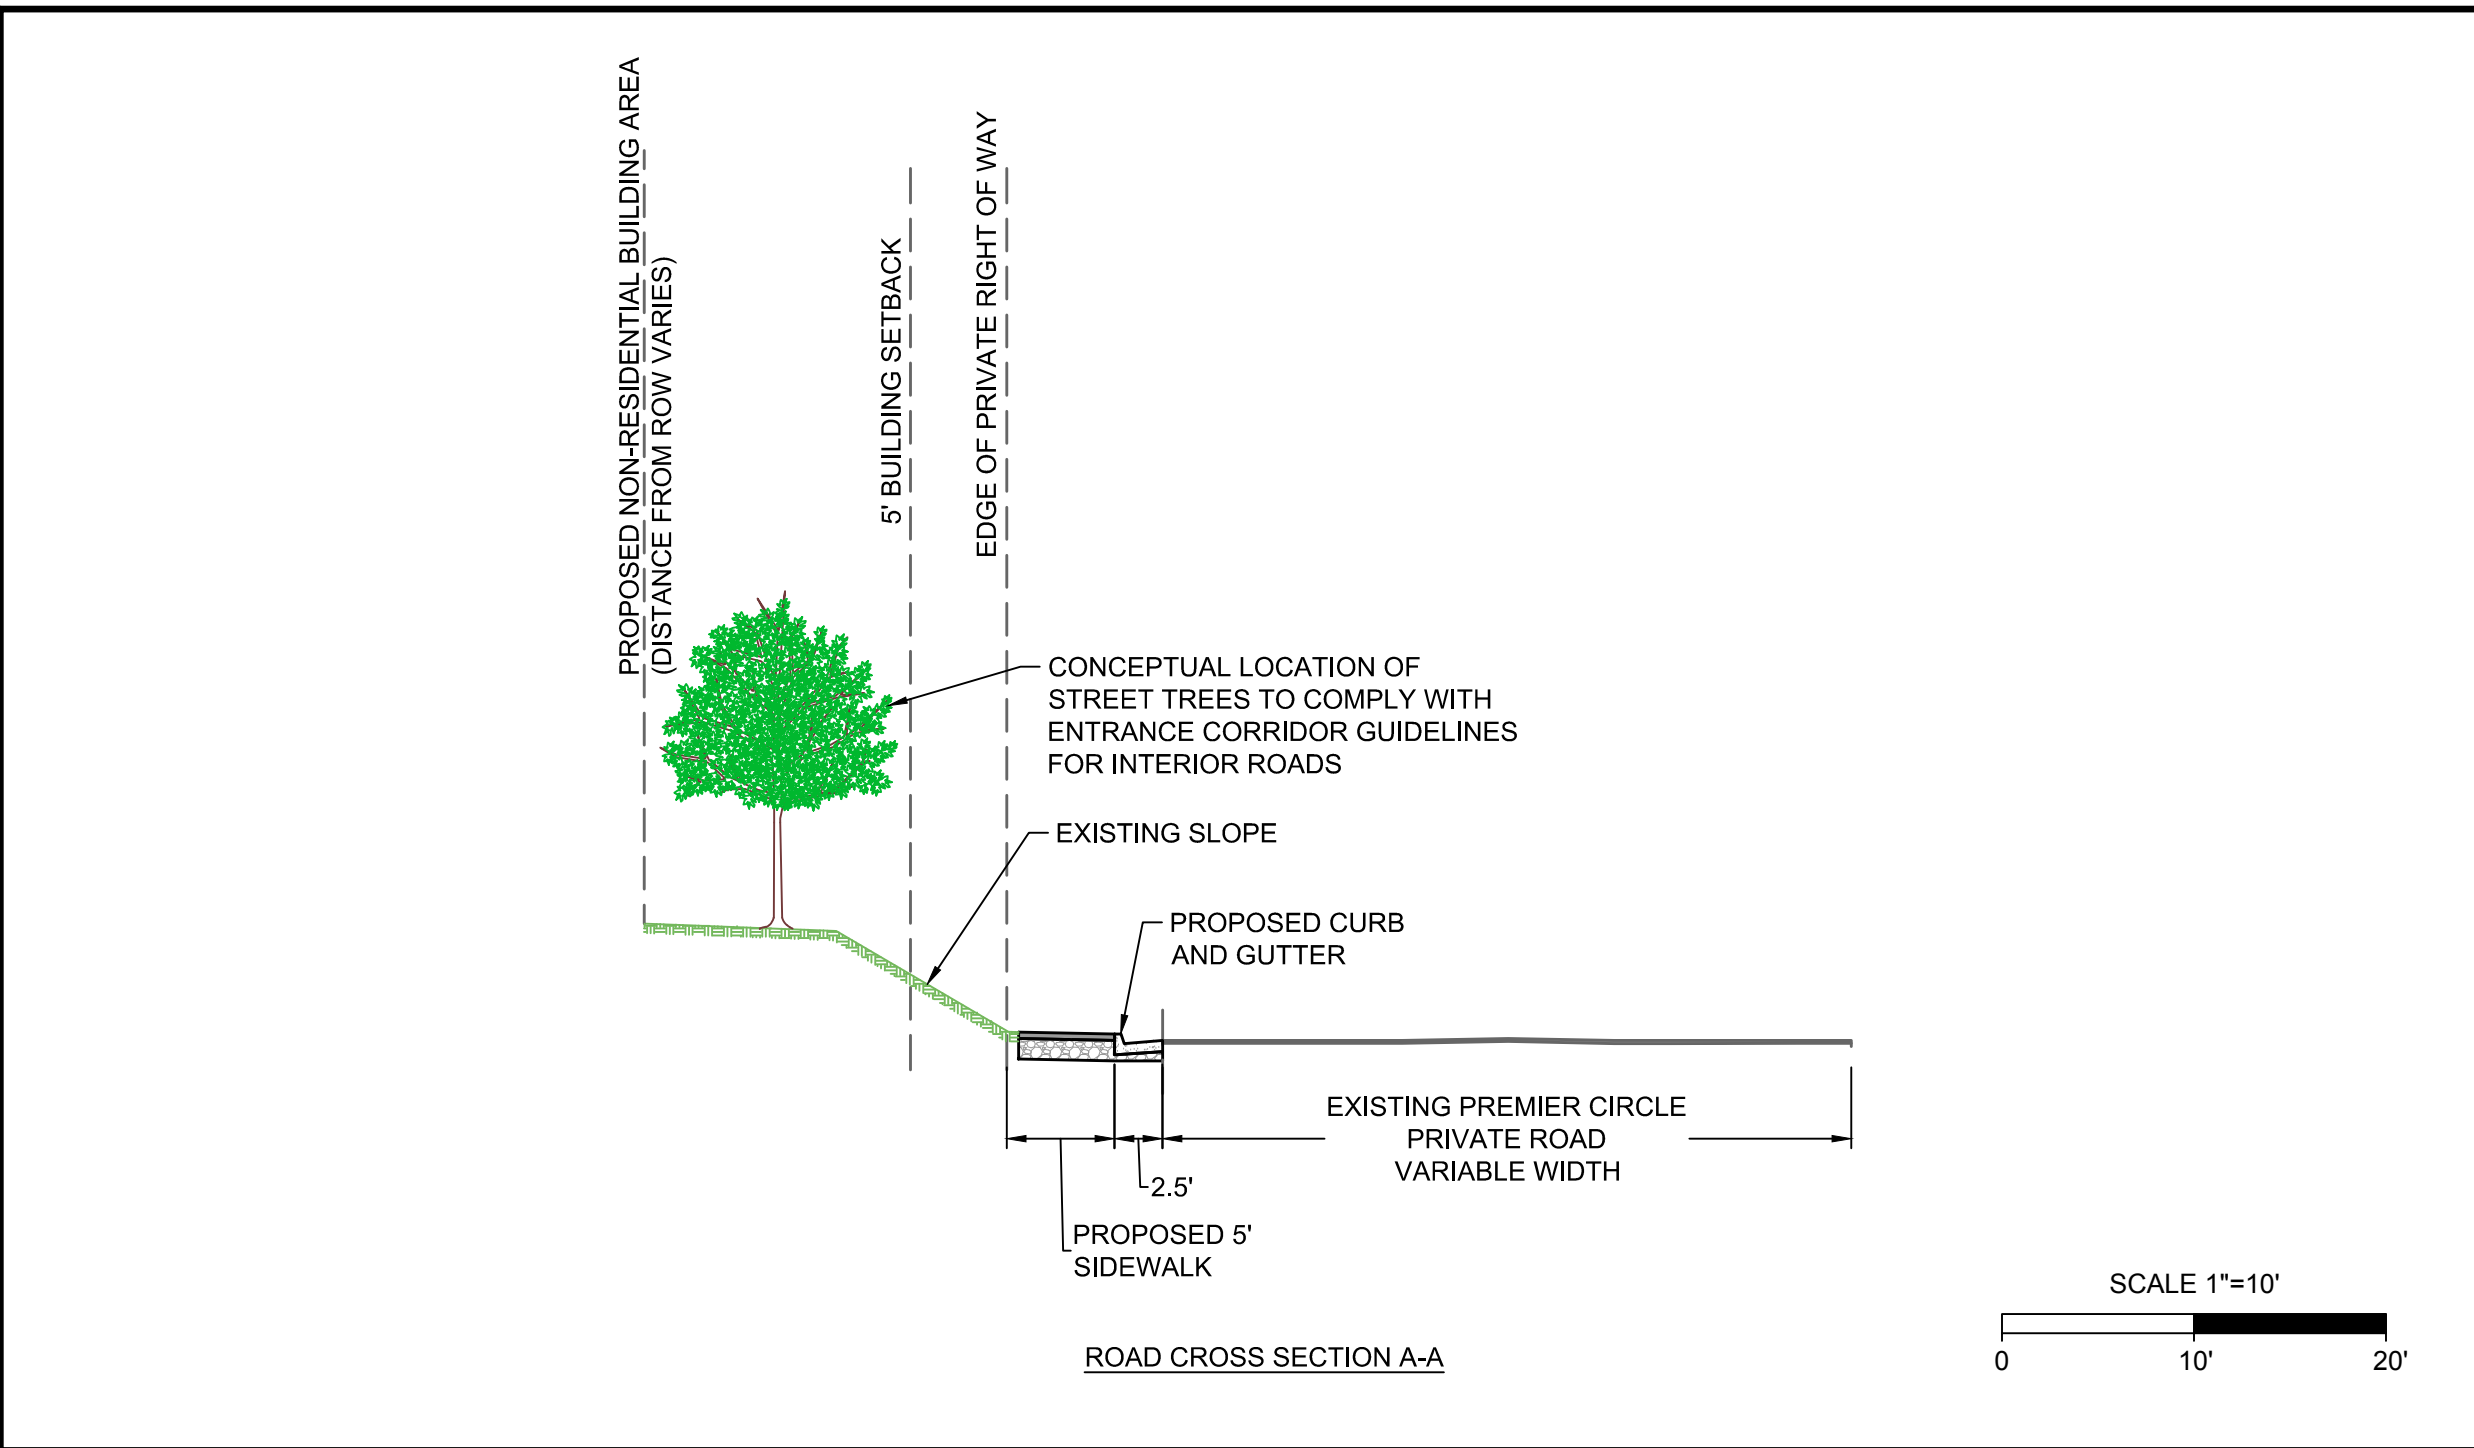 PROPOSED NON-RESIDENTIAL BUILDING AREA
(DISTANCE FROM ROW VARIES)
5' BUILDING SETBACK
EDGE OF PRIVATE RIGHT OF WAY
CONCEPTUAL LOCATION OF
STREET TREES TO COMPLY WITH
ENTRANCE CORRIDOR GUIDELINES
FOR INTERIOR ROADS
EXISTING SLOPE
PROPOSED CURB
AND GUTTER
EXISTING PREMIER CIRCLE
PRIVATE ROAD
VARIABLE WIDTH
2.5'
PROPOSED 5'
SIDEWALK
SCALE 1"=10'
0 10' 20'
ROAD CROSS SECTION A-A